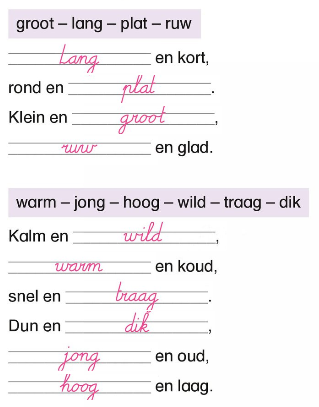 groot – lang – plat – ruw
Lang en kort,
rond en plat.
Klein en groot,
ruw en glad.
warm – jong – hoog – wild – traag – dik
Kalm en wild,
warm en koud,
snel en traag.
Dun en dik,
jong en oud,
hoog en laag.